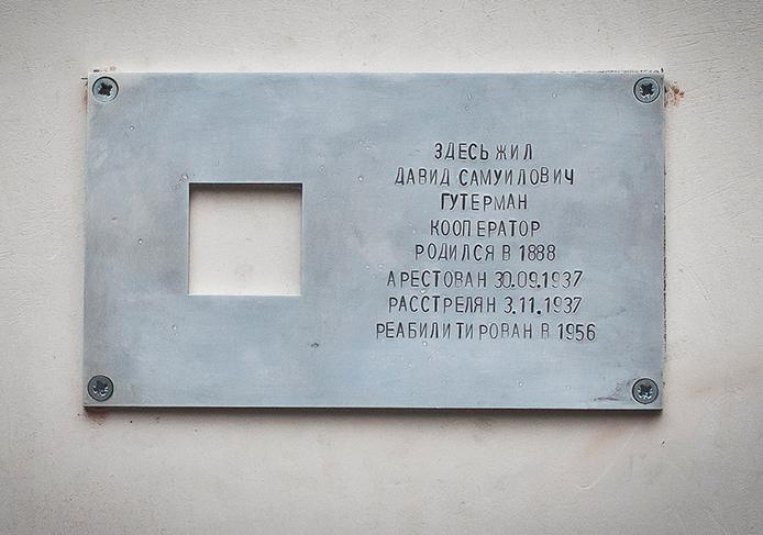 ЗДЕСЬ ЖИЛ
ДАВИД САМУИЛОВИЧ
ГУТЕРМАН
КООПЕРАТОР
РОДИЛСЯ В 1888
АРЕСТОВАН 30.09.1937
РАССТРЕЛЯН 3.11.1937
РЕАБИЛИТИРОВАН В 1956